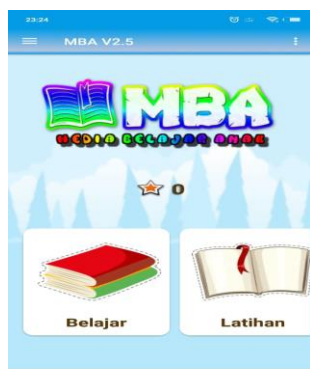 23:24
MBA V2.5
MBA
MEDIA BELAJAR ANAK
0
Belajar
Latihan